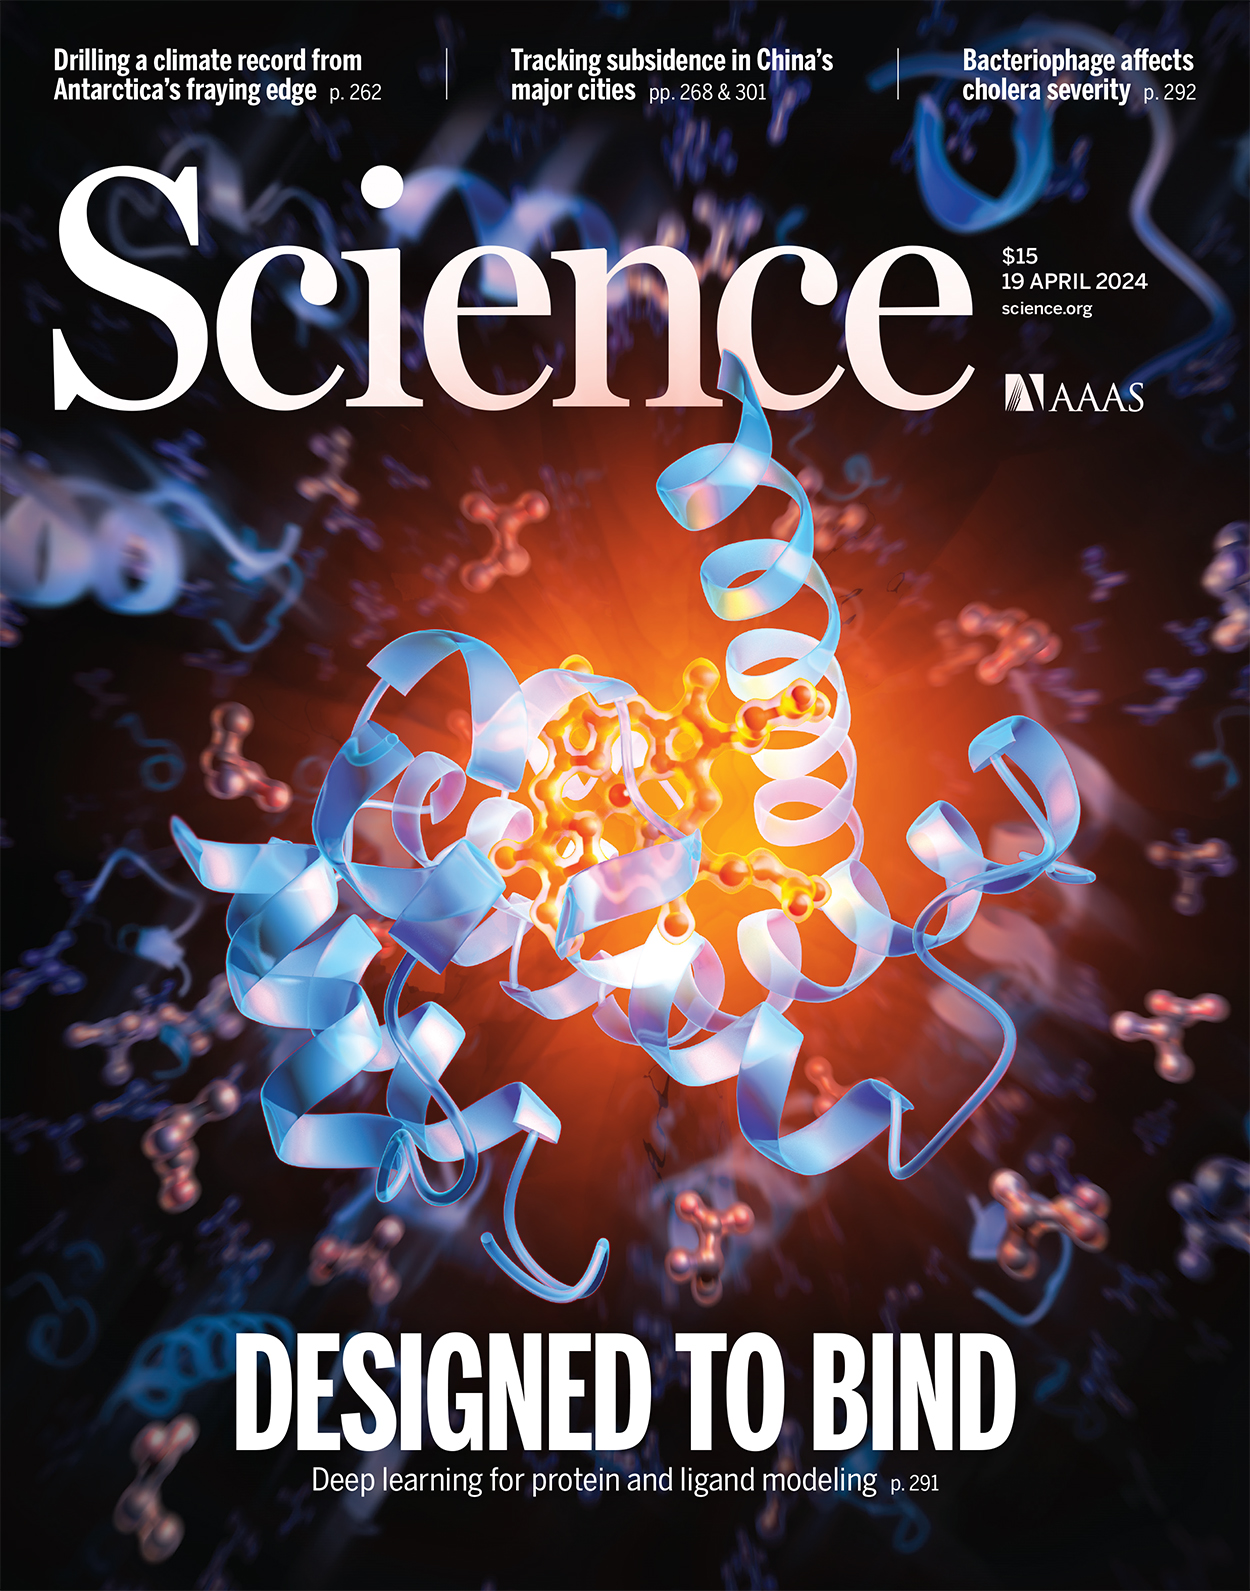 Drilling a climate record from
Antarctica's fraying edge p. 262
Tracking subsidence in China's
major cities pp. 268 & 301
Bacteriophage affects
cholera severity p. 292
Science
$15
19 APRIL 2024
science.org
AAAS
DESIGNED TO BIND
Deep learning for protein and ligand modeling p. 291